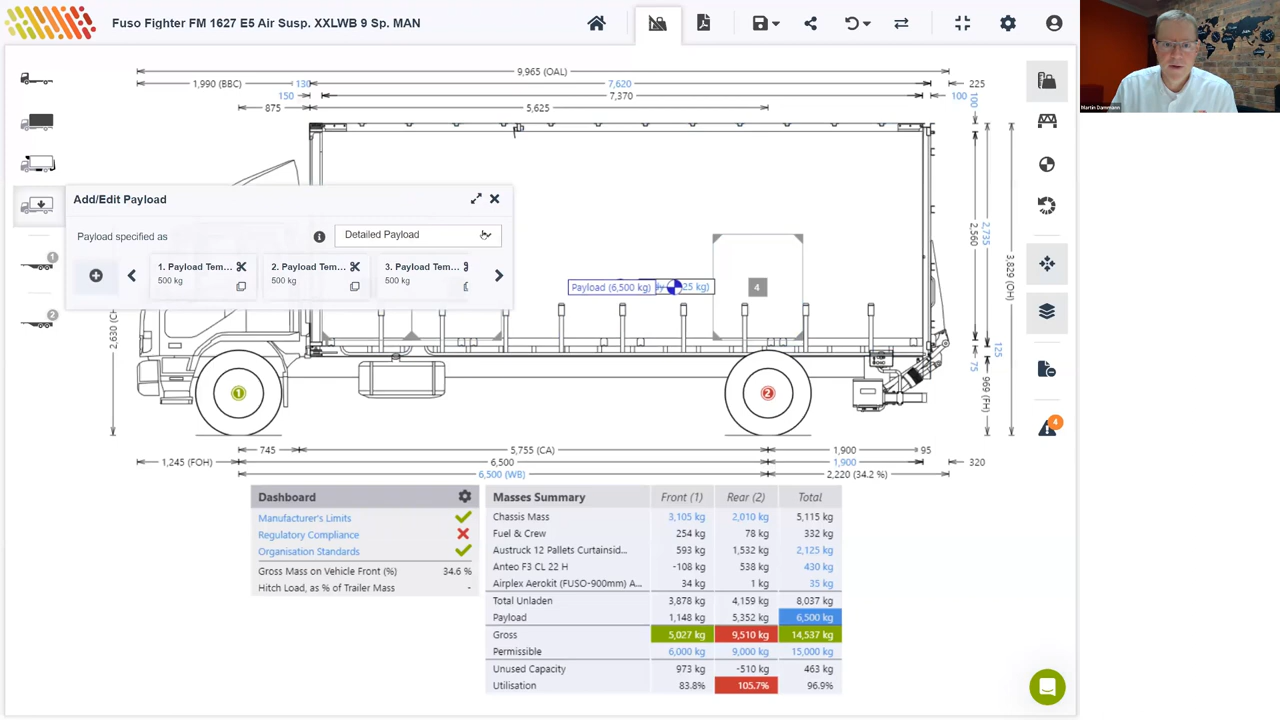 Fuso Fighter FM 1627 E5 Air Susp. XXLWB 9 Sp. MAN
Martin Dammann
9,965 (OAL)
1,990 (BBC)
130
7,620
225
150
7,370
100
100
875
5,625
Add/Edit Payload
Payload specified as
Detailed Payload
1. Payload Tem...
500 kg
2. Payload Tem...
500 kg
3. Payload Tem...
500 kg
Payload (6,500 kg)
25 kg)
4
2,560
2,735
3,829 (OH)
2,630
125
75
969 (FH)
1
2
745
5,755 (CA)
1,900
95
1,245 (FOH)
6,500
1,900
320
6,500 (WB)
2,220 (34.2 %)
1
2
4
Dashboard
Manufacturer's Limits
Regulatory Compliance
Organisation Standards
Gross Mass on Vehicle Front (%) 34.6 %
Hitch Load, as % of Trailer Mass -
Masses Summary Front (1) Rear (2) Total
Chassis Mass 3,105 kg 2,010 kg 5,115 kg
Fuel & Crew 254 kg 78 kg 332 kg
Austruck 12 Pallets Curtainsid... 593 kg 1,532 kg 2,125 kg
Anteo F3 CL 22 H -108 kg 538 kg 430 kg
Airplex Aerokit (FUSO-900mm) A... 34 kg 1 kg 35 kg
Total Unladen 3,878 kg 4,159 kg 8,037 kg
Payload 1,148 kg 5,352 kg 6,500 kg
Gross 5,027 kg 9,510 kg 14,537 kg
Permissible 6,000 kg 9,000 kg 15,000 kg
Unused Capacity 973 kg -510 kg 463 kg
Utilisation 83.8% 105.7% 96.9%